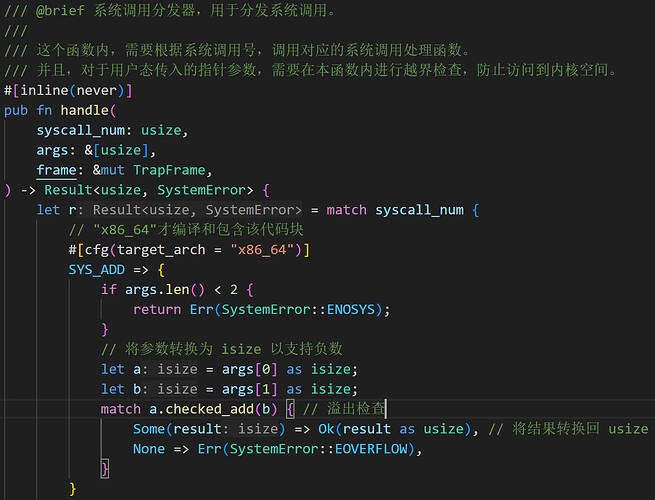 /// @brief 系统调用分发器，用于分发系统调用。
///
/// 这个函数内，需要根据系统调用号，调用对应的系统调用处理函数。
/// 并且，对于用户态传入的指针参数，需要在本函数内进行越界检查，防止访问到内核空间。
#[inline(never)]
pub fn handle(
    syscall_num: usize,
    args: &[usize],
    frame: &mut TrapFrame,
) -> Result<usize, SystemError> {
    let r: Result<usize, SystemError> = match syscall_num {
        // "x86_64"才编译和包含该代码块
        #[cfg(target_arch = "x86_64")]
        SYS_ADD => {
            if args.len() < 2 {
                return Err(SystemError::ENOSYS);
            }
            // 将参数转换为 isize 以支持负数
            let a: isize = args[0] as isize;
            let b: isize = args[1] as isize;
            match a.checked_add(b) { // 溢出检查
                Some(result: isize) => Ok(result as usize), // 将结果转换回 usize
                None => Err(SystemError::EOVERFLOW),
            }
        }